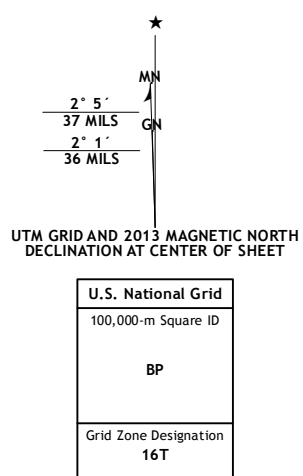 MN
2° 5´
37 MILS
GN
2° 1´
36 MILS
UTM GRID AND 2013 MAGNETIC NORTH
DECLINATION AT CENTER OF SHEET
U.S. National Grid
100,000-m Square ID
BP
Grid Zone Designation
16T